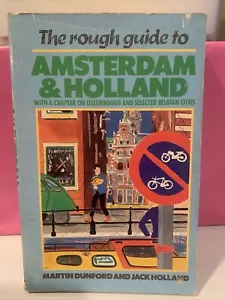 The rough guide to
AMSTERDAM
& HOLLAND
WITH A CHAPTER ON LUXEMBOURG AND SELECTED BELGIAN CITIES
MARTIN DUNFORD AND JACK HOLLAND